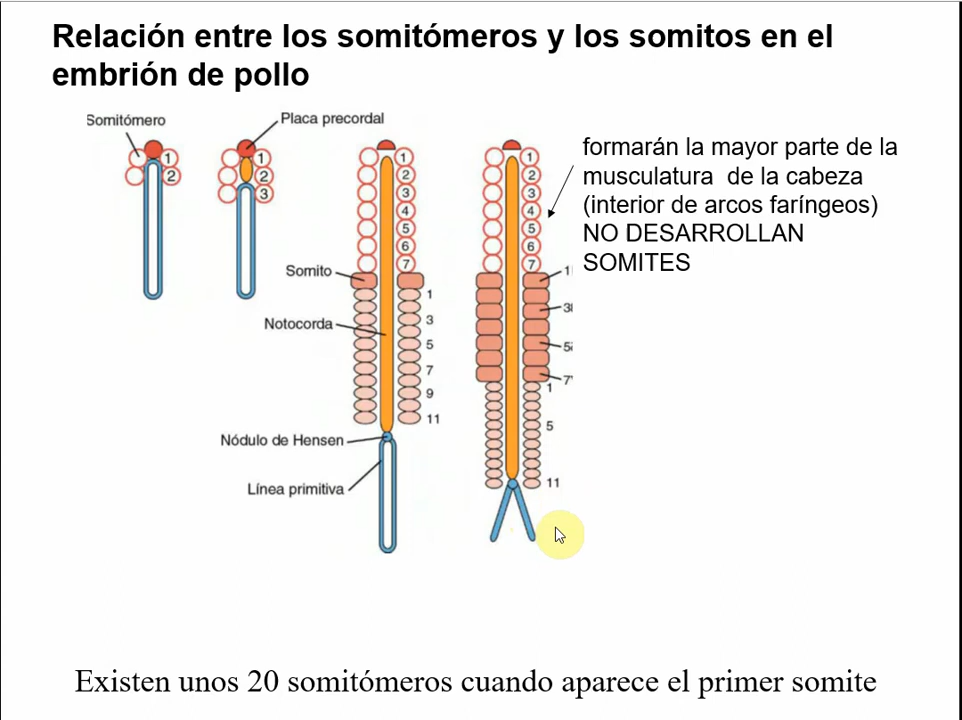 Relación entre los somitómeros y los somitos en el
embrión de pollo
Somitómero
Placa precordal
1
2
1
2
3
1
2
3
4
5
6
7
1
2
3
4
5
6
7
formarán la mayor parte de la
musculatura de la cabeza
(interior de arcos faríngeos)
NO DESARROLLAN
SOMITES
Somito
Notocorda
1
3
5
7
9
11
1
5
11
Nódulo de Hensen
Línea primitiva
Existen unos 20 somitómeros cuando aparece el primer somite